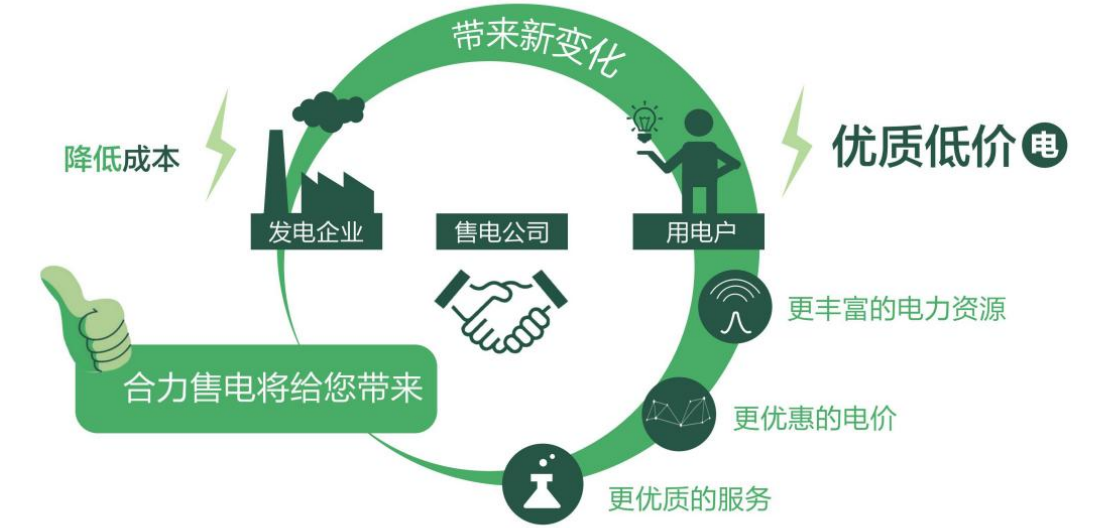 带来新变化
降低成本
优质低价电
发电企业
售电公司
用电户
更丰富的电力资源
合力售电将给您带来
更优惠的电价
更优质的服务